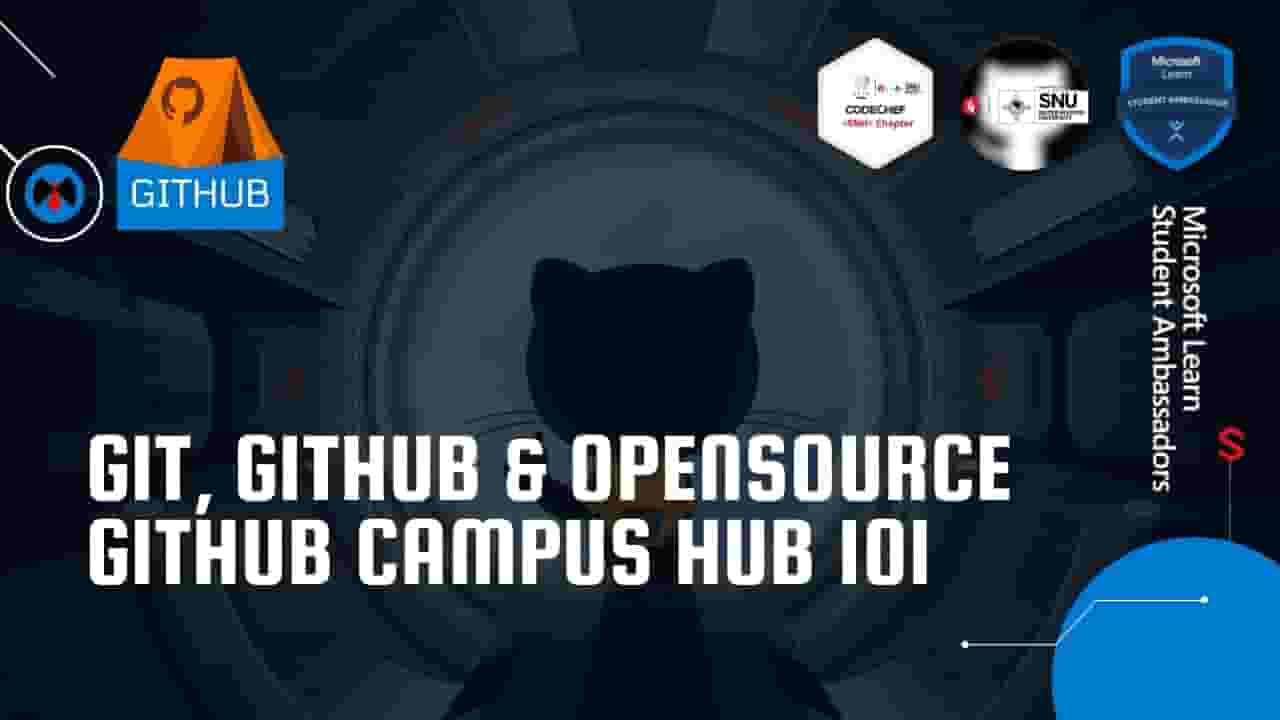 GITHUB
CODECHEF
Chapter
SNU
Microsoft
Learn
STUDENT AMBASSADOR
Microsoft Learn
Student Ambassadors
GIT, GITHUB & OPENSOURCE
GITHUB CAMPUS HUB 101